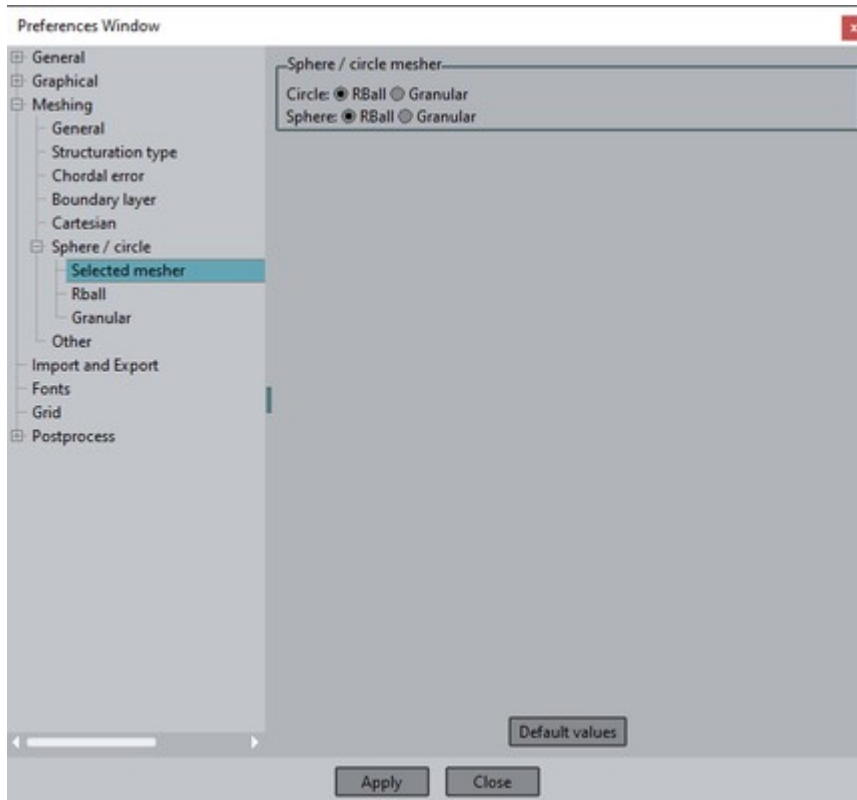 Preferences Window
x
General
Graphical
Meshing
General
Structuration type
Chordal error
Boundary layer
Cartesian
Sphere / circle
Selected mesher
Rball
Granular
Other
Import and Export
Fonts
Grid
Postprocess
Sphere / circle mesher
Circle: RBall Granular
Sphere: RBall Granular
Default values
Apply Close